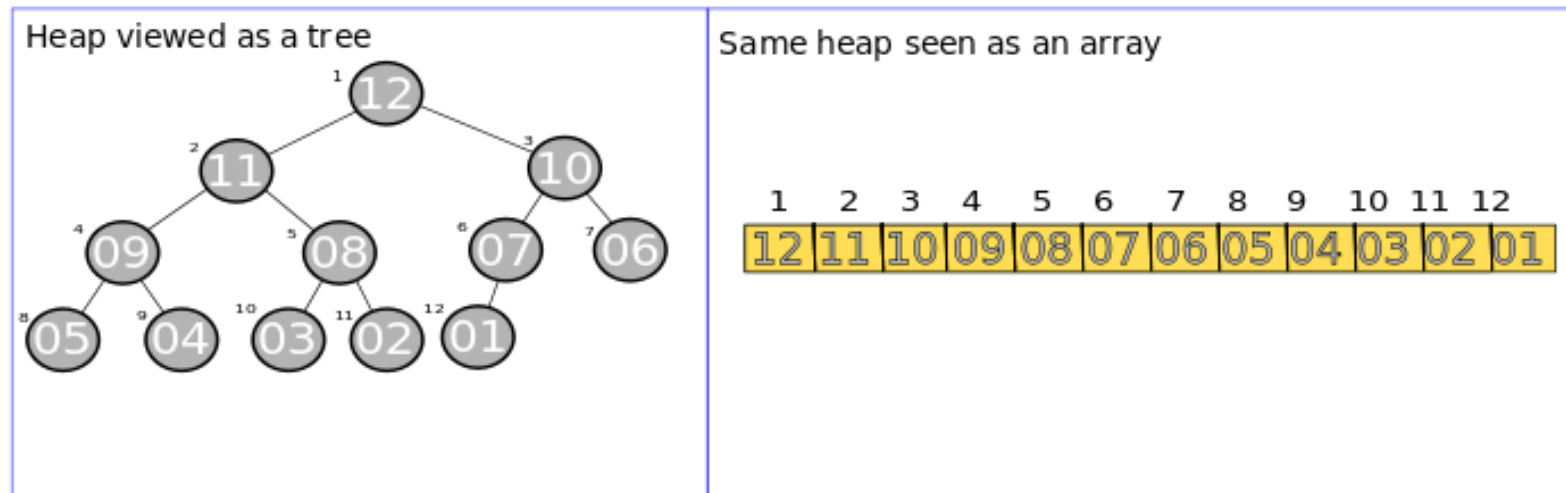 Heap viewed as a tree
1 12
2 11 3 10
4 09 5 08 6 07 7 06
8 05 9 04 10 03 11 02 12 01
Same heap seen as an array
1 2 3 4 5 6 7 8 9 10 11 12
12 11 10 09 08 07 06 05 04 03 02 01